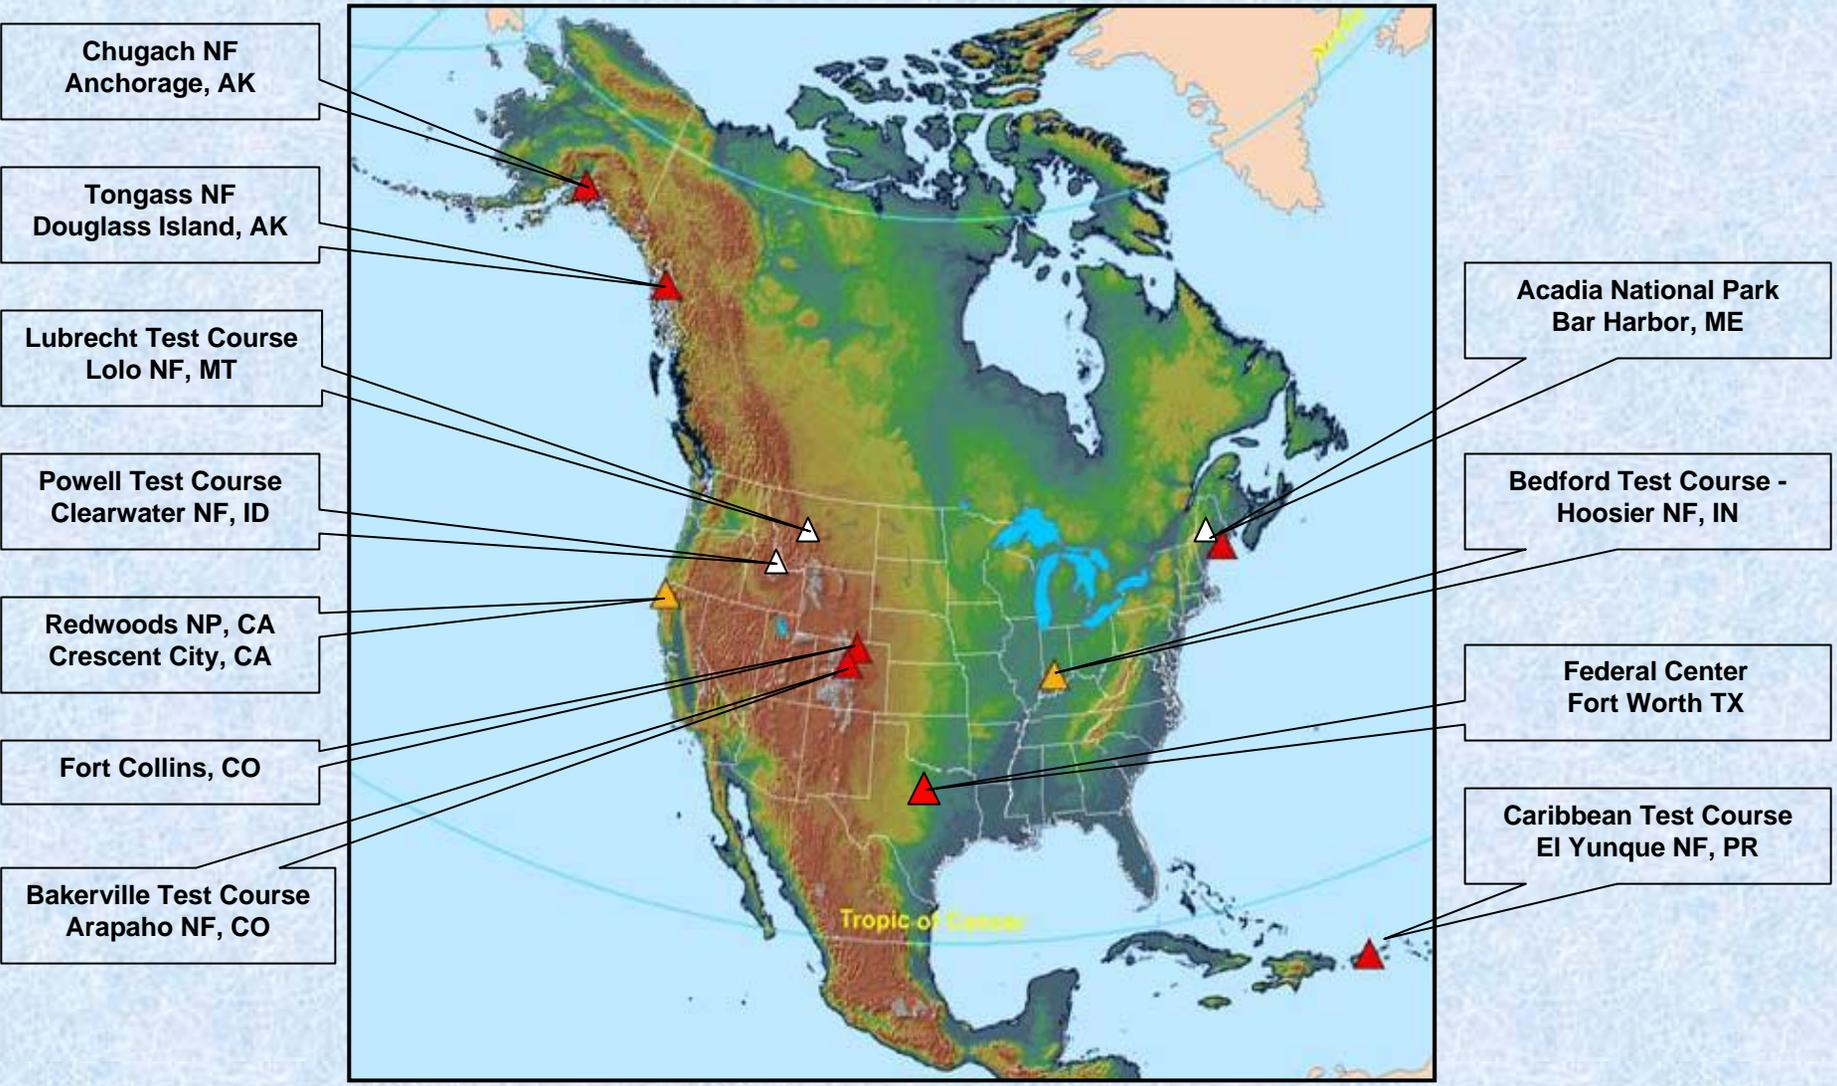 Chugach NF
Anchorage, AK
Tongass NF
Douglass Island, AK
Lubrecht Test Course
Lolo NF, MT
Powell Test Course
Clearwater NF, ID
Redwoods NP, CA
Crescent City, CA
Fort Collins, CO
Bakerville Test Course
Arapaho NF, CO
Acadia National Park
Bar Harbor, ME
Bedford Test Course -
Hoosier NF, IN
Federal Center
Fort Worth TX
Caribbean Test Course
El Yunque NF, PR
Tropic of Cancer